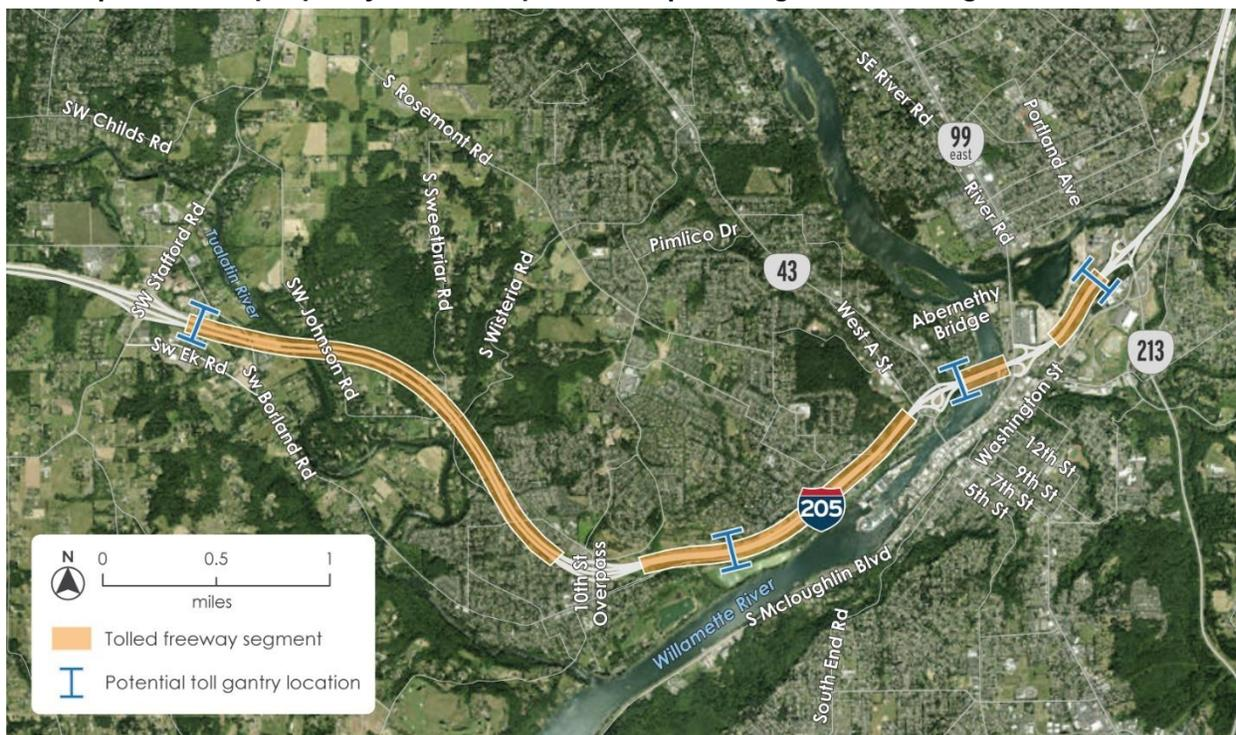 SW Childs Rd
SW Stafford Rd
Tualatin River
S Rosemont Rd
S Sweetbriar Rd
S Wisteria Rd
SW Johnson Rd
Sw Ek Rd
SW Borland Rd
Pimlico Dr
43
West A St
SE River Rd
99
east
River Rd
Portland Ave
Abernethy
Bridge
213
Washington St
12th St
9th St
7th St
5th St
205
10th St
Overpass
Willamette River
S Mcloughlin Blvd
South End Rd
N
0 0.5 1
miles
Tolled freeway segment
Potential toll gantry location